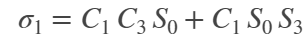 σ₁ = C₁ C₃ S₀ + C₁ S₀ S₃